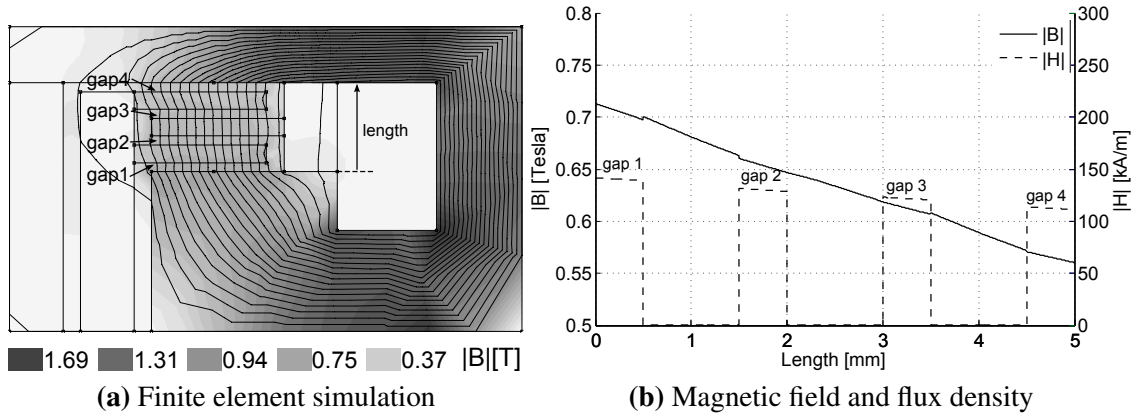 gap4
gap3
gap2
gap1
length
1.69 1.31 0.94 0.75 0.37 |B|[T]
(a) Finite element simulation
0.8
0.75
0.7
0.65
0.6
0.55
0.5
|B| [Tesla]
300
250
200
150
100
50
0
|H| [kA/m]
|B|
|H|
gap 1
gap 2
gap 3
gap 4
0 1 2 3 4 5
Length [mm]
(b) Magnetic field and flux density